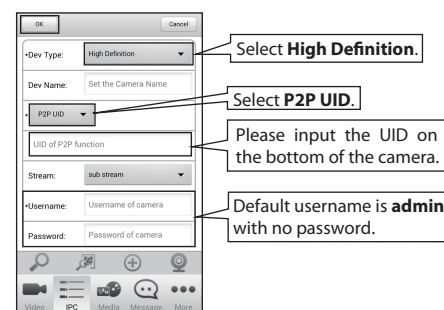 OK Cancel
*Dev Type: High Definition
Select High Definition.
Dev Name: Set the Camera Name
* P2P UID
Select P2P UID.
UID of P2P function
Please input the UID on
the bottom of the camera.
Stream: sub stream
*Username: Username of camera
Default username is admin
with no password.
Password: Password of camera
Video IPC Media Message More